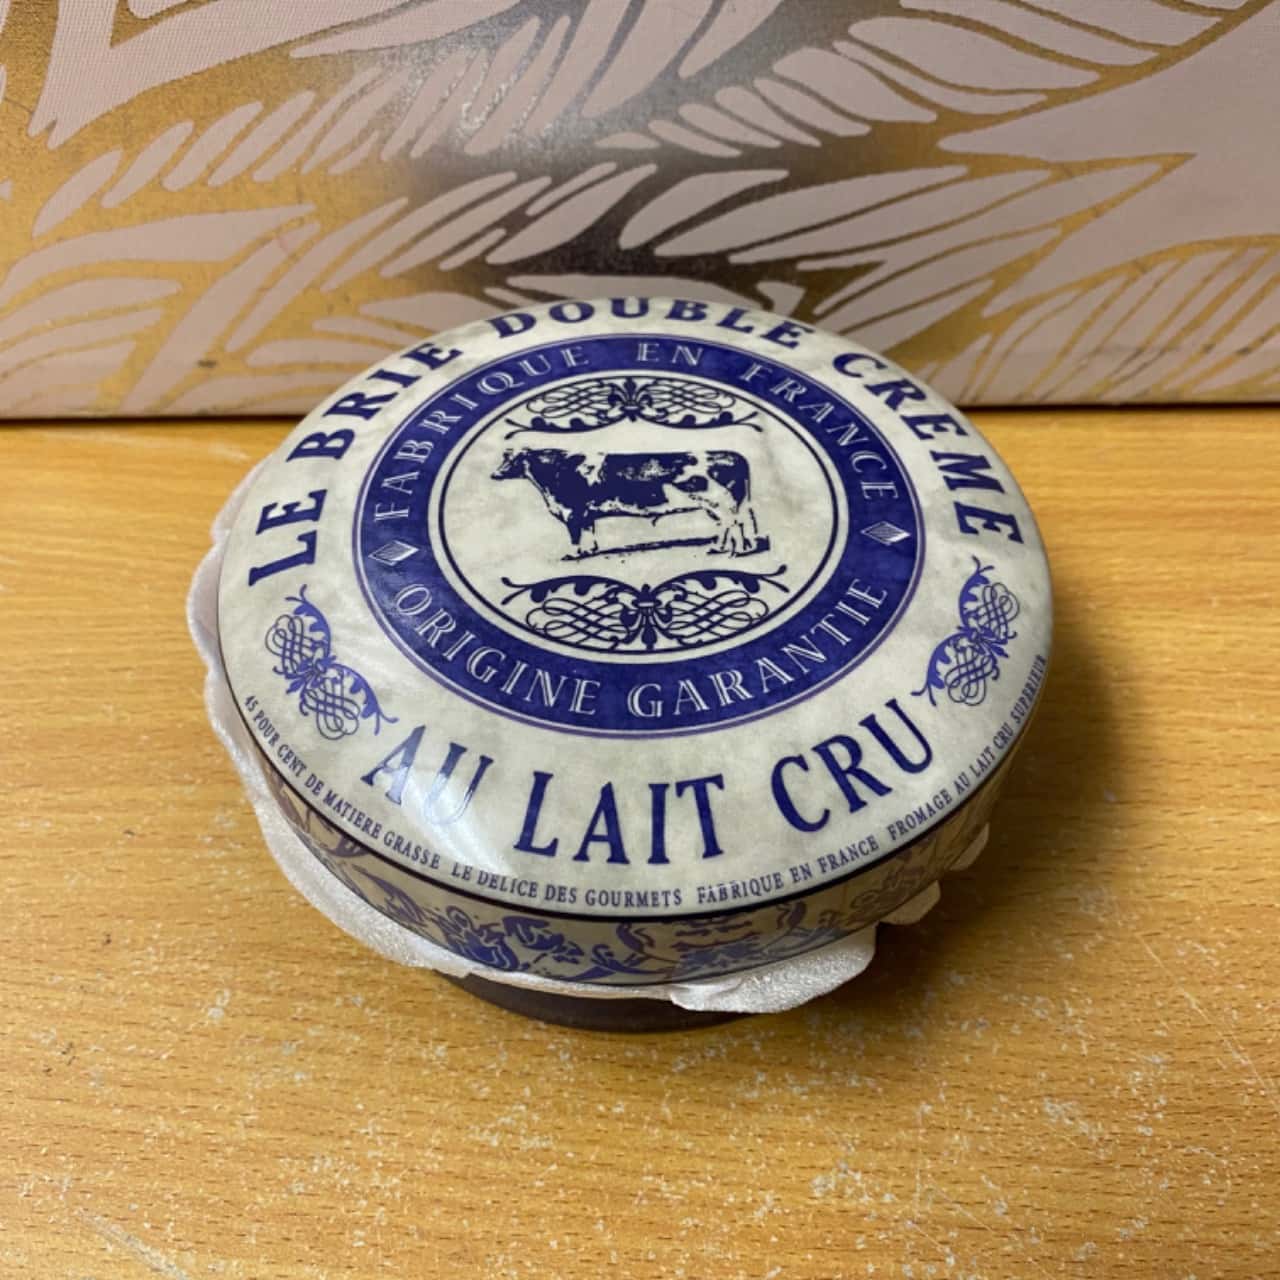 LE BRIE DOUBLE CREME
FABRIQUE EN FRANCE
ORIGINE GARANTIE
AU LAIT CRU
45 POUR CENT DE MATIERE GRASSE LE DELICE DES GOURMETS FABRIQUE EN FRANCE FROMAGE AU LAIT CRU SUPERIEUR